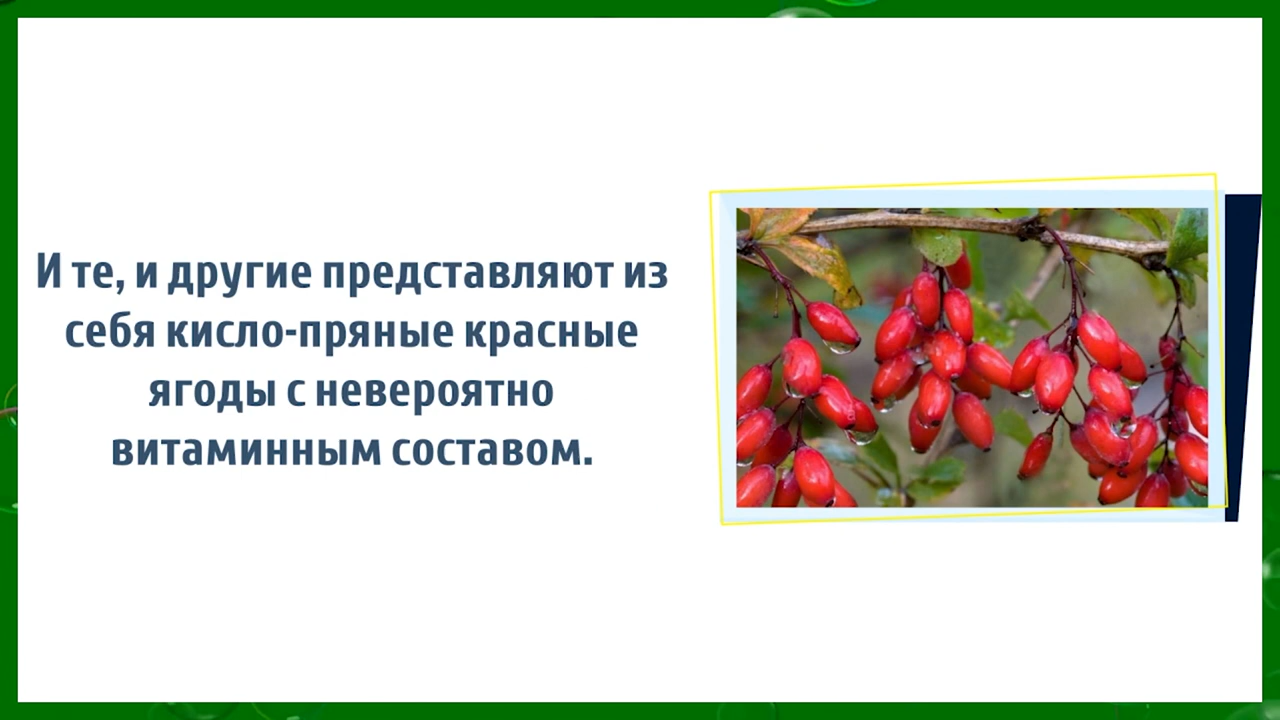 И те, и другие представляют из
себя кисло-пряные красные
ягоды с невероятно
витаминным составом.